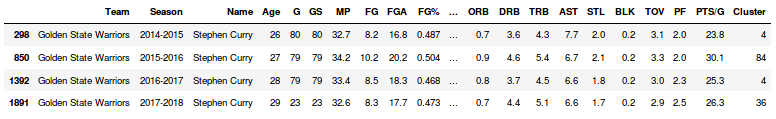 Team Season Name Age G GS MP FG FGA FG% ... ORB DRB TRB AST STL BLK TOV PF PTS/G Cluster
298 Golden State Warriors 2014-2015 Stephen Curry 26 80 80 32.7 8.2 16.8 0.487 ... 0.7 3.6 4.3 7.7 2.0 0.2 3.1 2.0 23.8 4
850 Golden State Warriors 2015-2016 Stephen Curry 27 79 79 34.2 10.2 20.2 0.504 ... 0.9 4.6 5.4 6.7 2.1 0.2 3.3 2.0 30.1 84
1392 Golden State Warriors 2016-2017 Stephen Curry 28 79 79 33.4 8.5 18.3 0.468 ... 0.8 3.7 4.5 6.6 1.8 0.2 3.0 2.3 25.3 4
1891 Golden State Warriors 2017-2018 Stephen Curry 29 23 23 32.6 8.3 17.7 0.473 ... 0.7 4.4 5.1 6.6 1.7 0.2 2.9 2.5 26.3 36